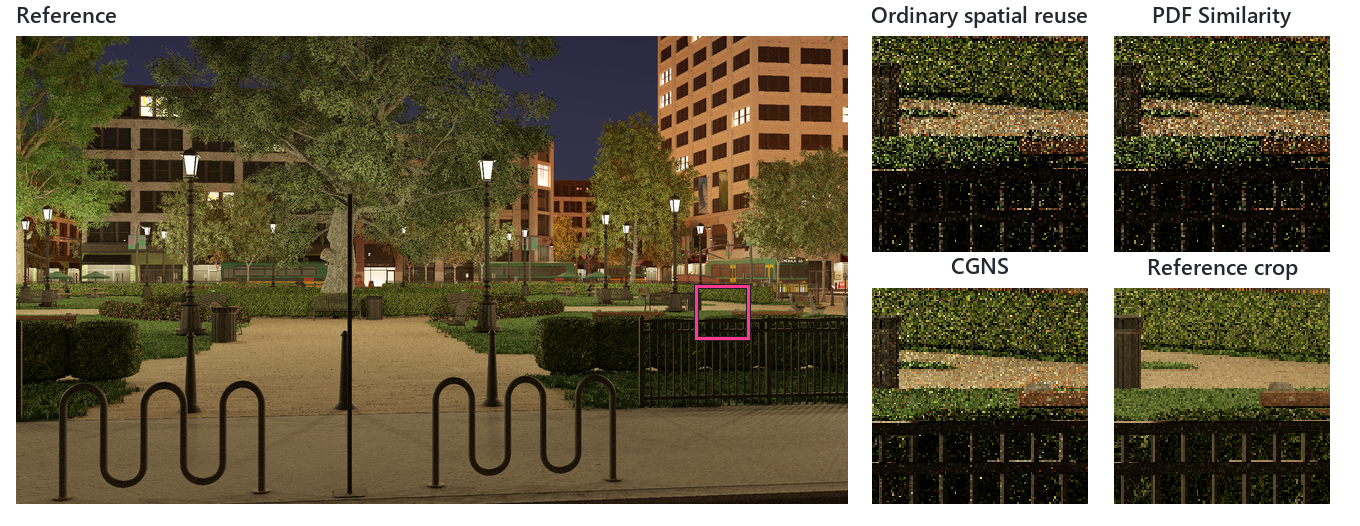 Reference
Ordinary spatial reuse
PDF Similarity
CGNS
Reference crop